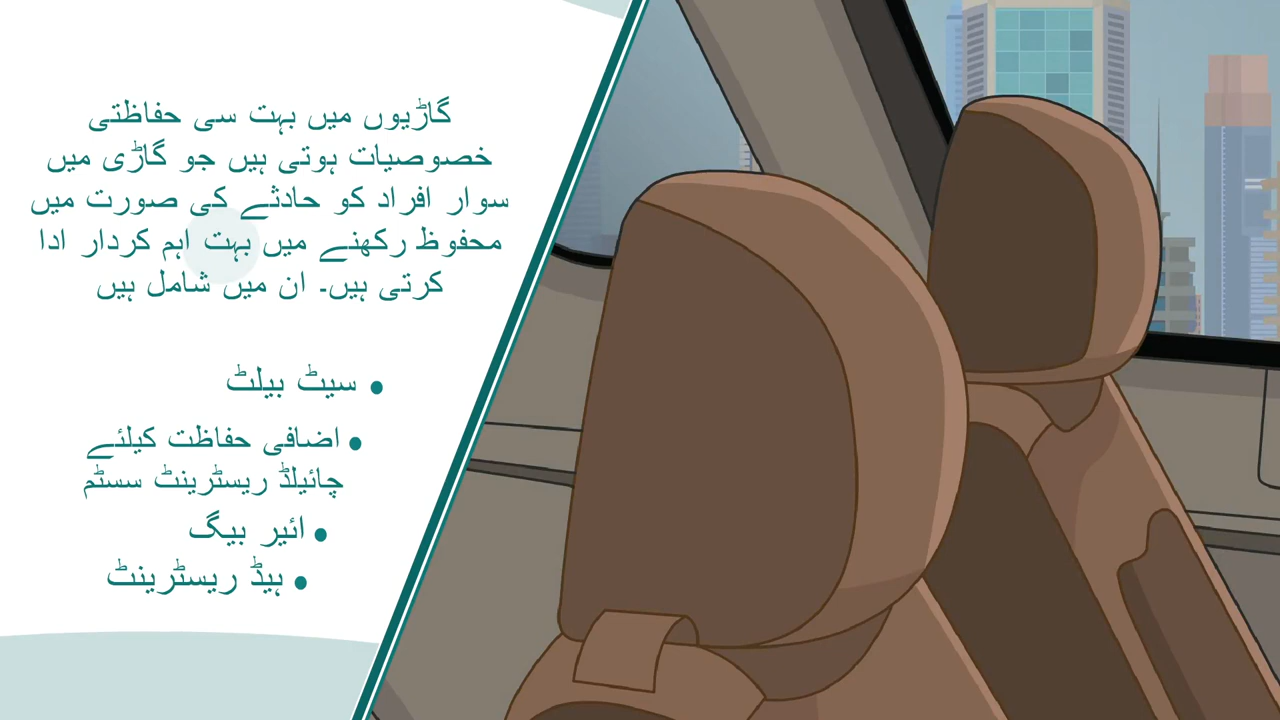 گاڑیوں میں بہت سی حفاظتی
خصوصیات ہوتی ہیں جو گاڑی میں
سوار افراد کو حادثے کی صورت میں
محفوظ رکھنے میں بہت اہم کردار ادا
کرتی ہیں۔ ان میں شامل ہیں
• سیٹ بیلٹ
• اضافی حفاظت کیلئے
چائیلڈ ریسٹرینٹ سسٹم
• ائیر بیگ
• ہیڈ ریسٹرینٹ